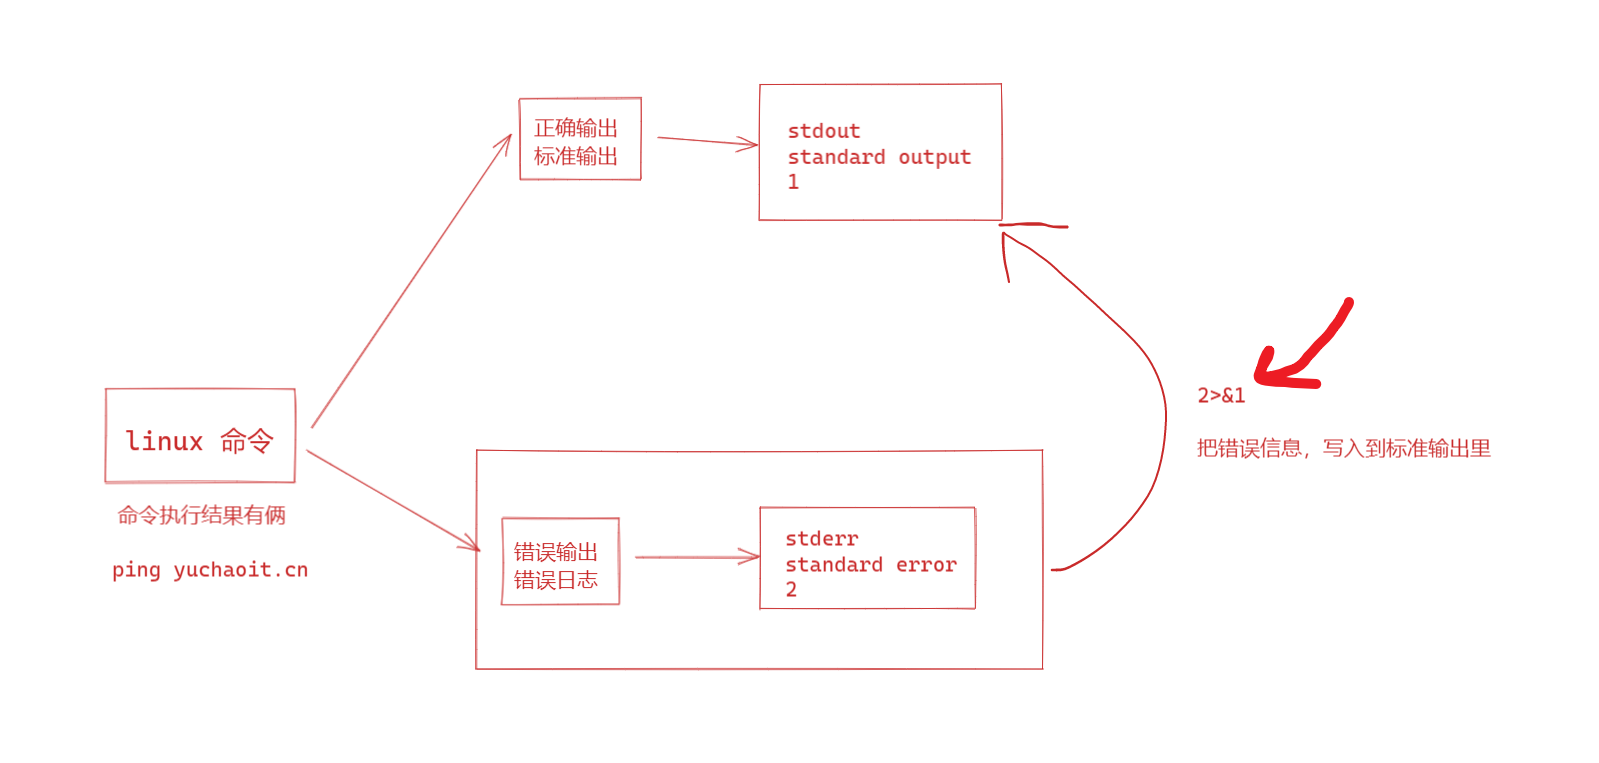 正确输出
标准输出
stdout
standard output
1
linux 命令
命令执行结果有俩
ping yuchaoit.cn
错误输出
错误日志
stderr
standard error
2
2>&1
把错误信息，写入到标准输出里